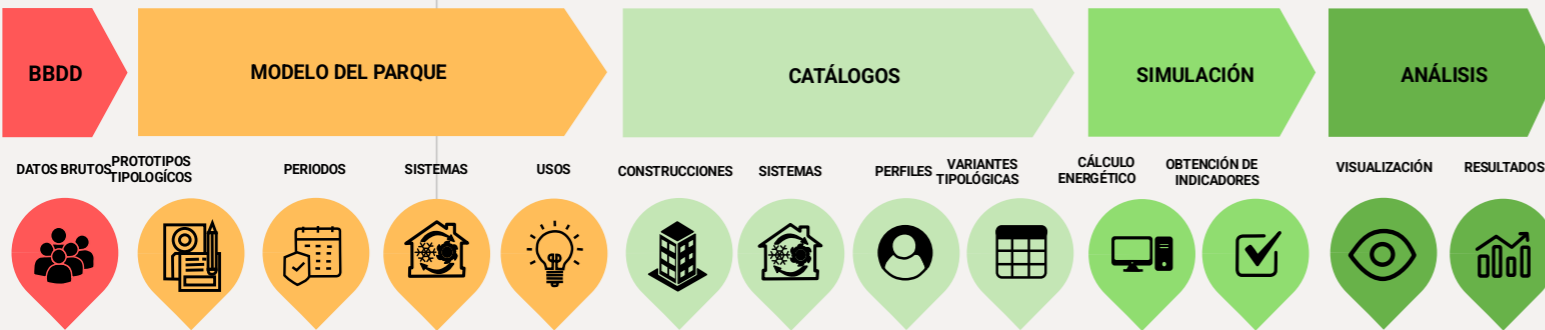 BBDD
MODELO DEL PARQUE
CATÁLOGOS
SIMULACIÓN
ANÁLISIS
DATOS BRUTOS
PROTOTIPOS
TIPOLOGÍCOS
PERIODOS
SISTEMAS
USOS
CONSTRUCCIONES
SISTEMAS
PERFILES
VARIANTES
TIPOLÓGICAS
CÁLCULO
ENERGÉTICO
OBTENCIÓN DE
INDICADORES
VISUALIZACIÓN
RESULTADOS